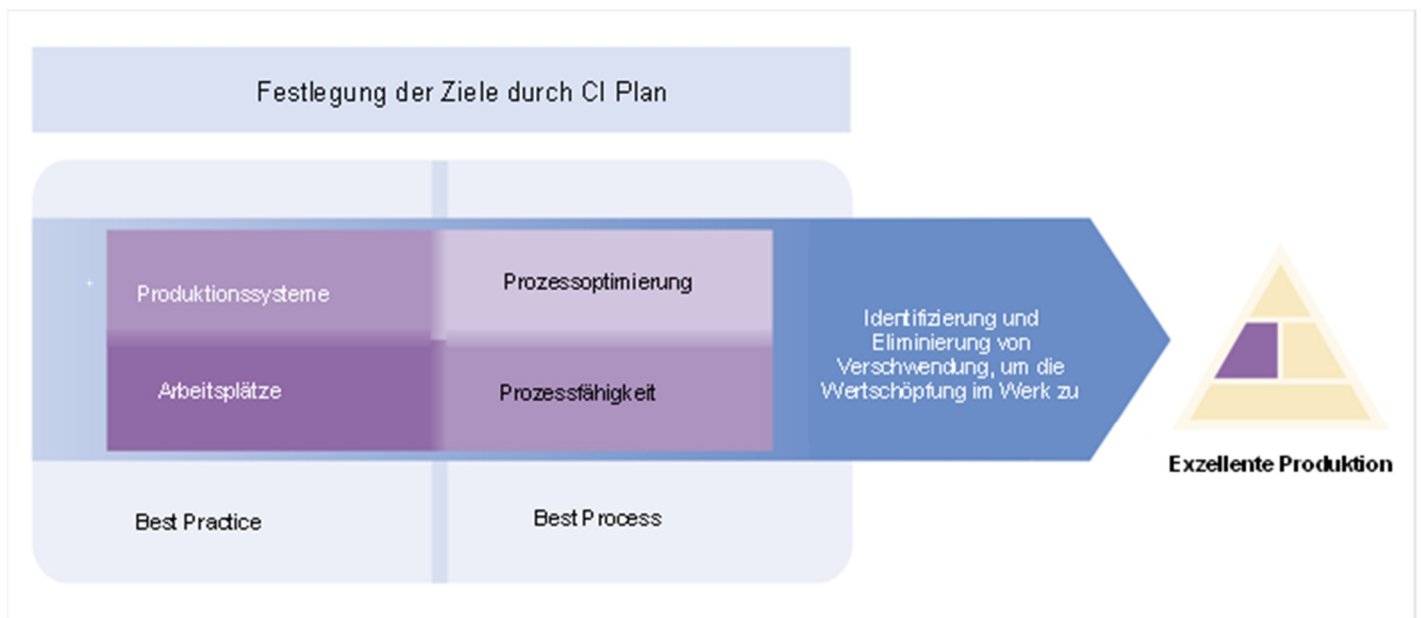 Festlegung der Ziele durch CI Plan
Produktionssysteme
Prozessoptimierung
Arbeitsplätze
Prozessfähigkeit
Identifizierung und
Eliminierung von
Verschwendung, um die
Wertschöpfung im Werk zu
Best Practice
Best Process
Exzellente Produktion